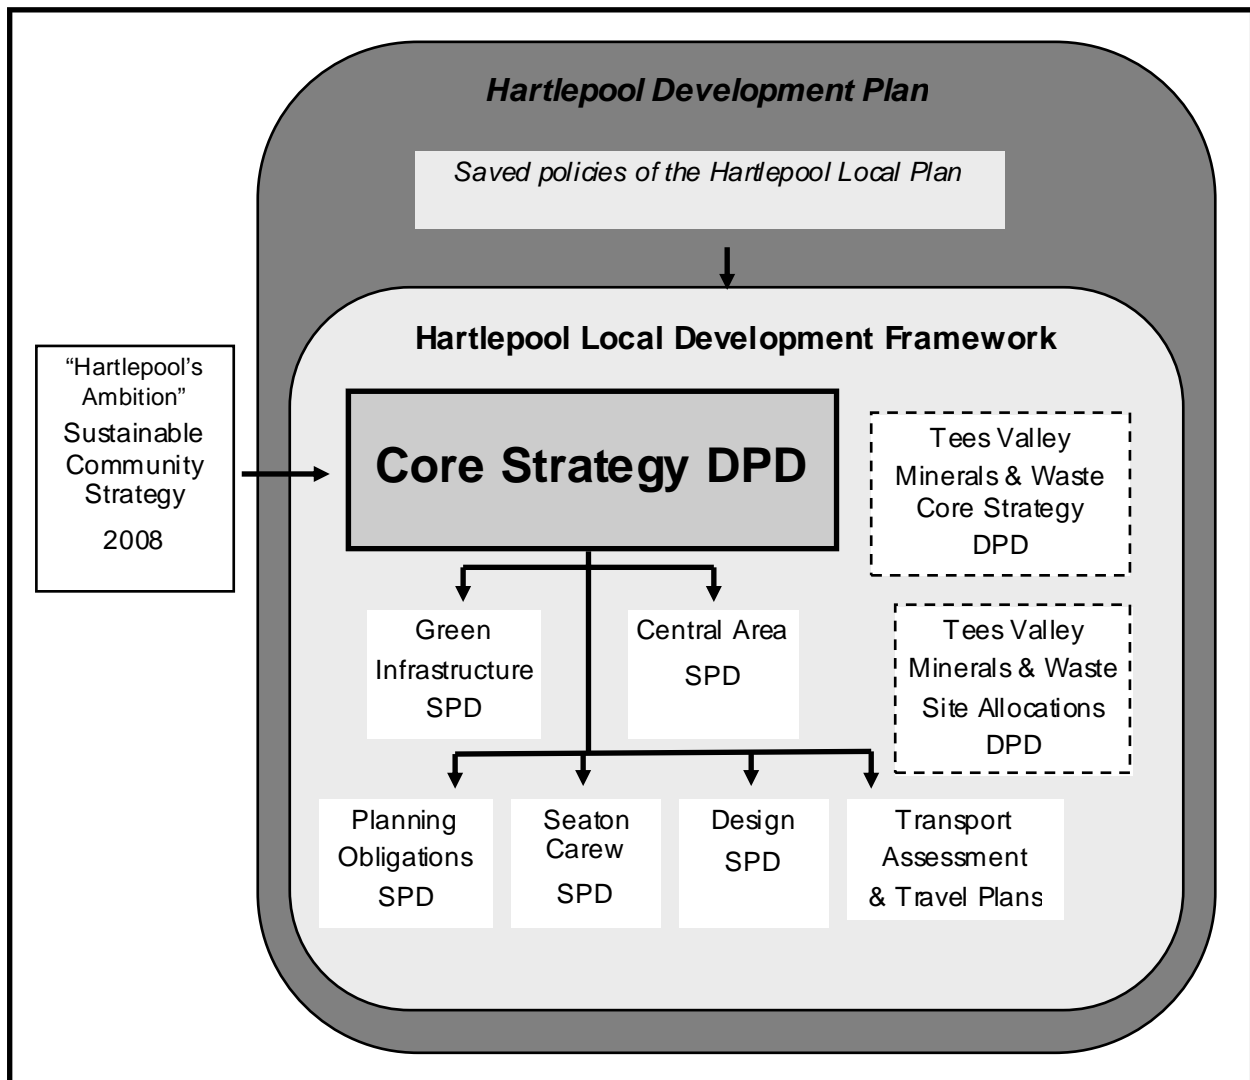 Hartlepool Development Plan
Saved policies of the Hartlepool Local Plan
Hartlepool Local Development Framework
“Hartlepool’s
Ambition”
Sustainable
Community
Strategy
2008
Core Strategy DPD
Tees Valley
Minerals & Waste
Core Strategy
DPD
Green
Infrastructure
SPD
Central Area
SPD
Tees Valley
Minerals & Waste
Site Allocations
DPD
Planning
Obligations
SPD
Seaton
Carew
SPD
Design
SPD
Transport
Assessment
& Travel Plans